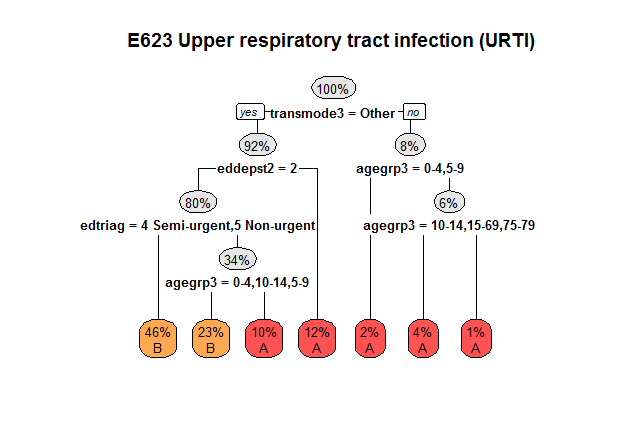 E623 Upper respiratory tract infection (URTI)
100%
yes transmode3 = Other no
92% 8%
eddepst2 = 2 agegrp3 = 0-4,5-9
80% 6%
edtriag = 4 Semi-urgent,5 Non-urgent agegrp3 = 10-14,15-69,75-79
34%
agegrp3 = 0-4,10-14,5-9
46% 23% 10% 12% 2% 4% 1%
B B A A A A A